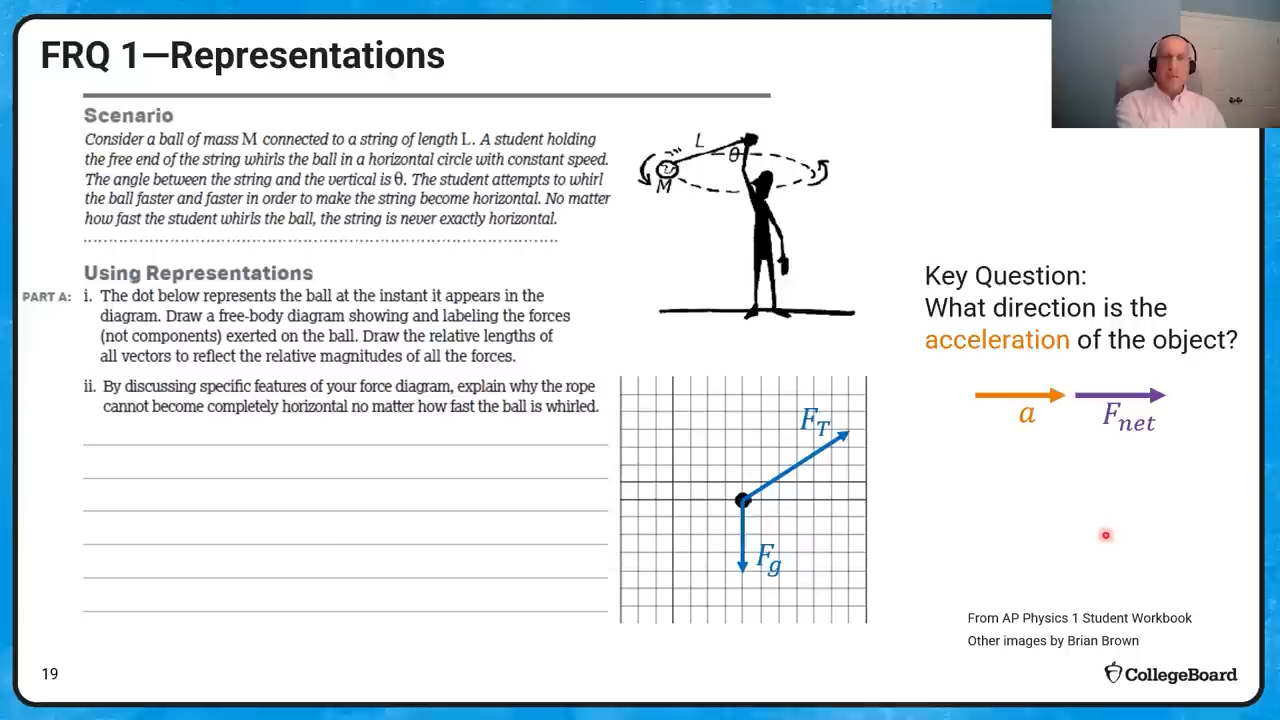 FRQ 1—Representations
Scenario
Consider a ball of mass M connected to a string of length L. A student holding
the free end of the string whirls the ball in a horizontal circle with constant speed.
The angle between the string and the vertical is θ. The student attempts to whirl
the ball faster and faster in order to make the string become horizontal. No matter
how fast the student whirls the ball, the string is never exactly horizontal.
L
θ
M
Using Representations
PART A: i. The dot below represents the ball at the instant it appears in the
diagram. Draw a free-body diagram showing and labeling the forces
(not components) exerted on the ball. Draw the relative lengths of
all vectors to reflect the relative magnitudes of all the forces.
ii. By discussing specific features of your force diagram, explain why the rope
cannot become completely horizontal no matter how fast the ball is whirled.
F_T
F_g
Key Question:
What direction is the
acceleration of the object?
a
F_net
From AP Physics 1 Student Workbook
Other images by Brian Brown
19
CollegeBoard